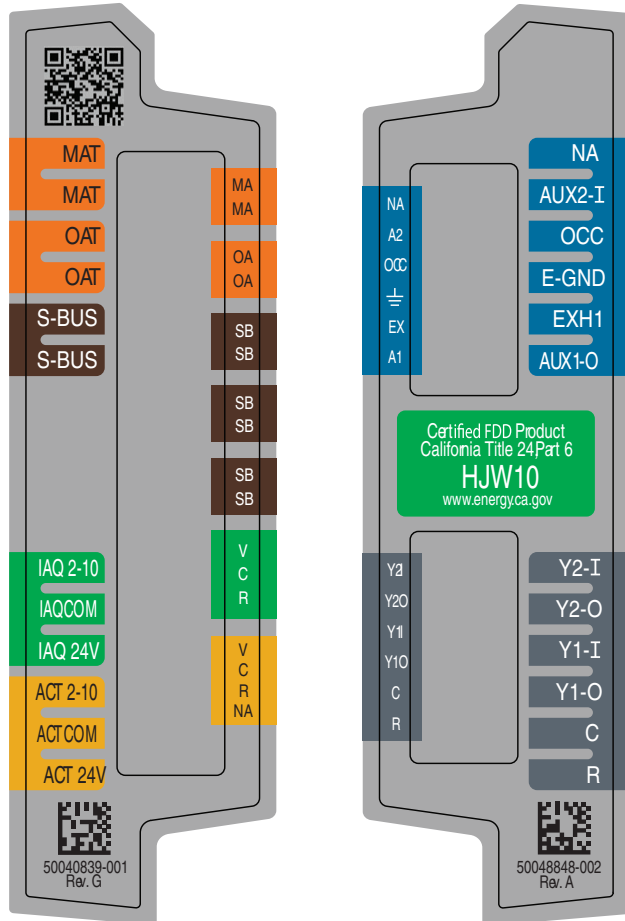 MAT
MAT
OAT
OAT
S-BUS
S-BUS
IAQ 2-10
IAQCOM
IAQ 24V
ACT 2-10
ACTCOM
ACT 24V
MA
MA
OA
OA
SB
SB
SB
SB
SB
SB
V
C
R
V
C
R
NA
50040839-001
Rev. G
NA
A2
OCC
EX
A1
NA
AUX2-I
OCC
E-GND
EXH1
AUX1-O
Certified FDD Product
California Title 24,Part 6
HJW10
www.energy.ca.gov
Y2I
Y2O
Y1I
Y1O
C
R
Y2-I
Y2-O
Y1-I
Y1-O
C
R
50048848-002
Rev. A